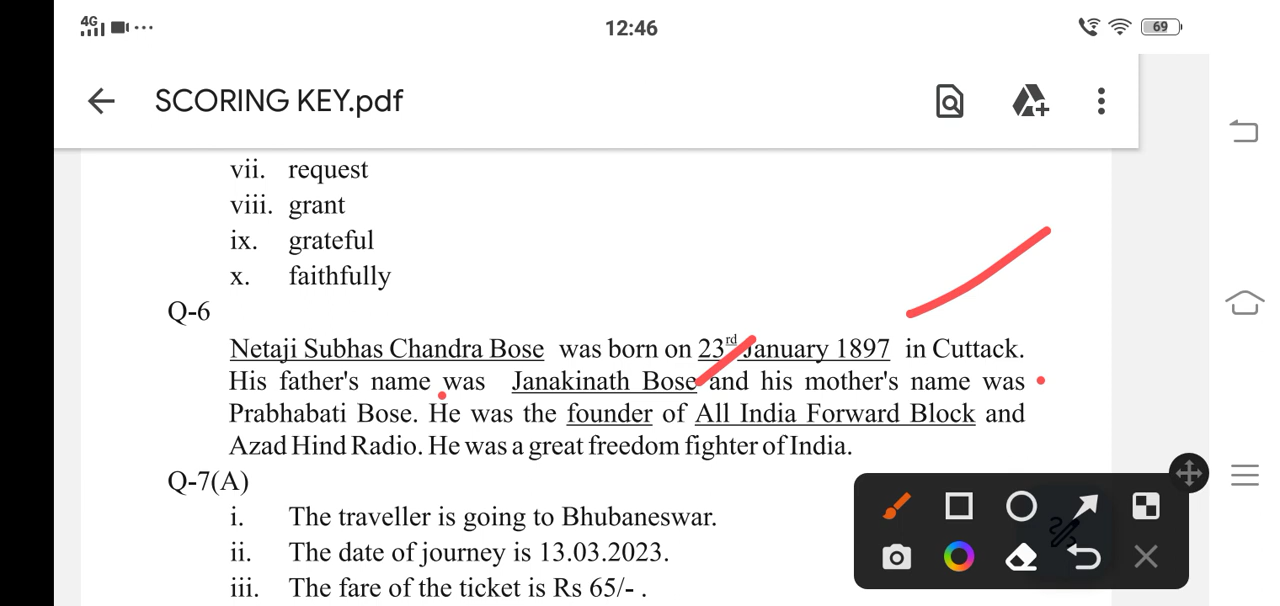 4G 12:46 69
SCORING KEY.pdf
vii. request
viii. grant
ix. grateful
x. faithfully
Q-6
Netaji Subhas Chandra Bose was born on 23rd January 1897 in Cuttack.
His father's name was Janakinath Bose and his mother's name was
Prabhabati Bose. He was the founder of All India Forward Block and
Azad Hind Radio. He was a great freedom fighter of India.
Q-7(A)
i. The traveller is going to Bhubaneswar.
ii. The date of journey is 13.03.2023.
iii. The fare of the ticket is Rs 65/- .